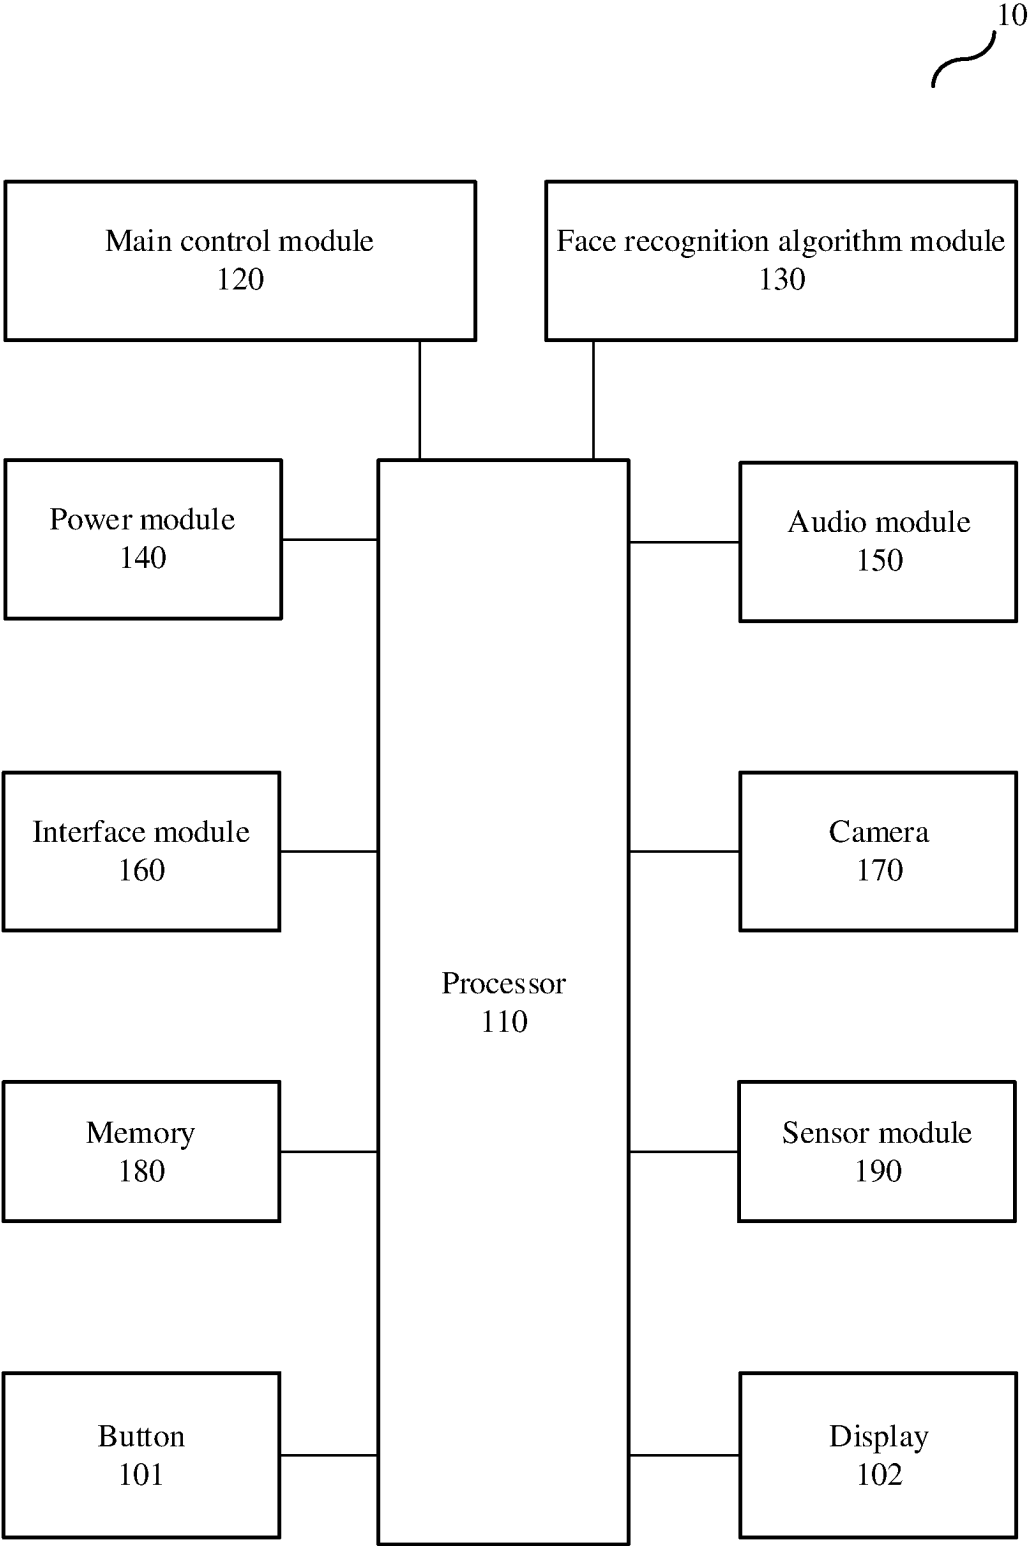 10
Main control module
120
Face recognition algorithm module
130
Power module
140
Audio module
150
Interface module
160
Camera
170
Processor
110
Memory
180
Sensor module
190
Button
101
Display
102